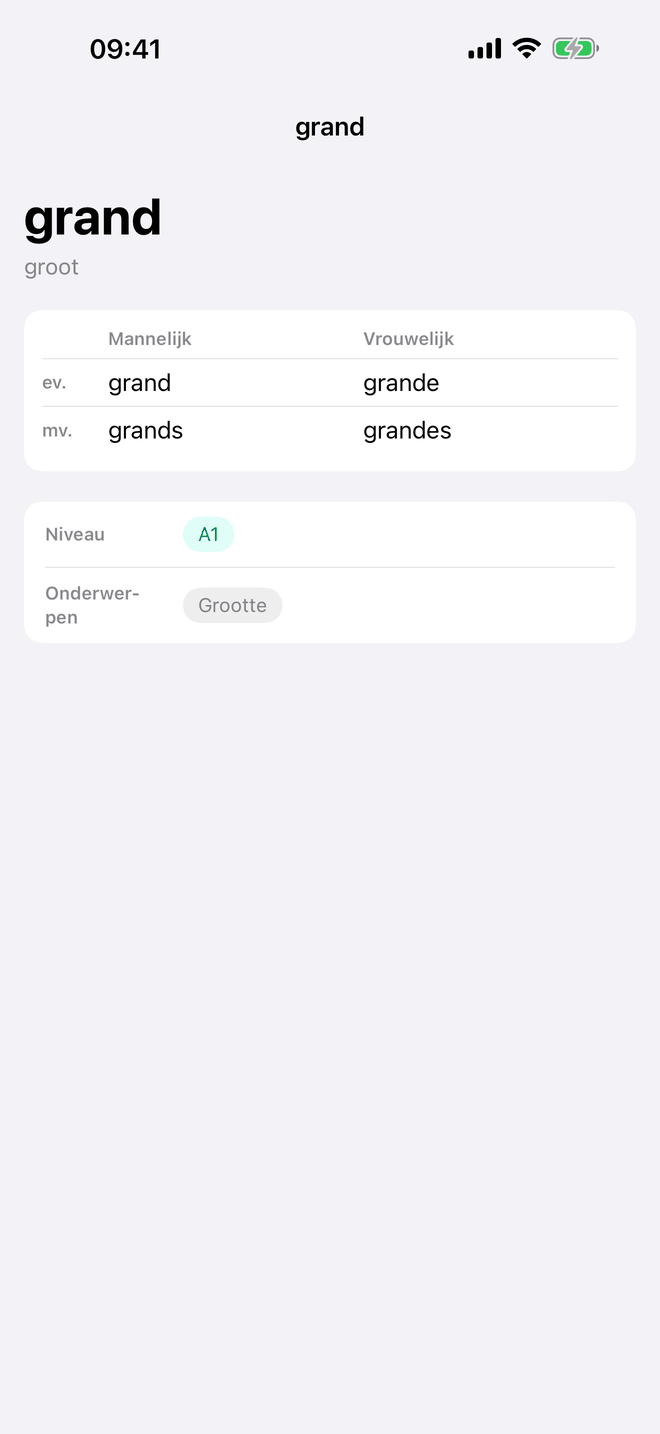 09:41
grand
grand
groot
Mannelijk Vrouwelijk
ev. grand grande
mv. grands grandes
Niveau A1
Onderwer-
pen Grootte